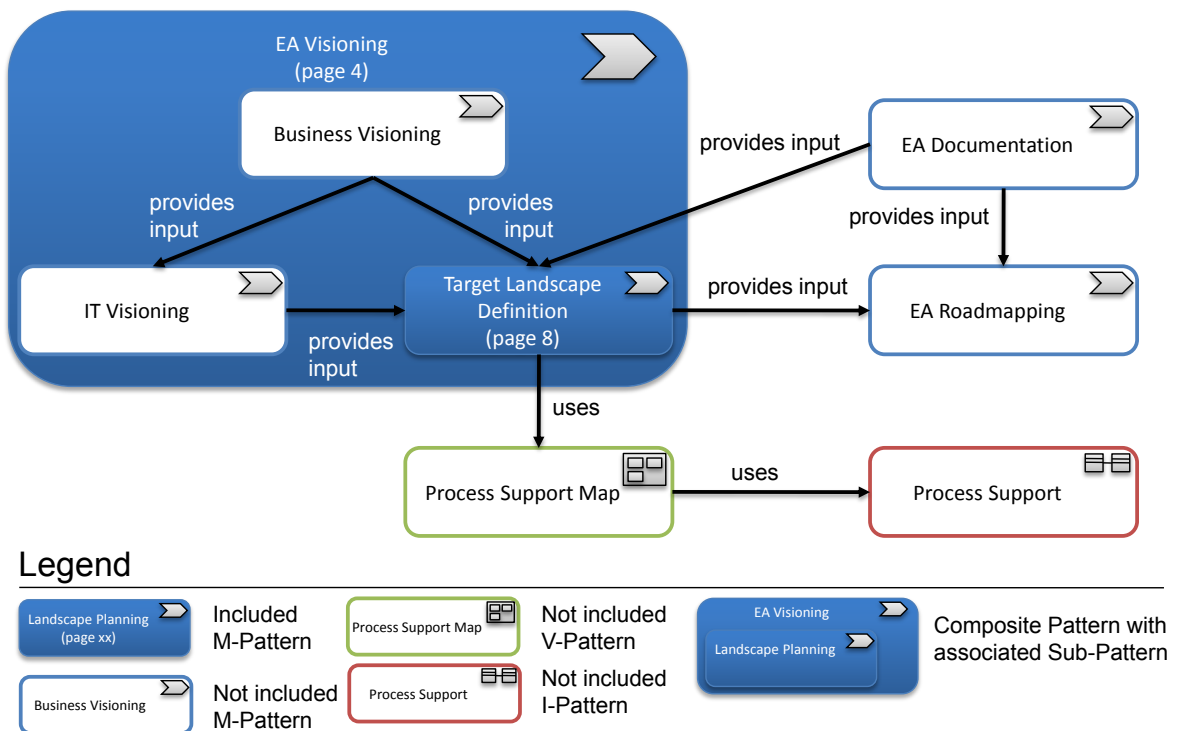 EA Visioning
(page 4)
Business Visioning
provides input
EA Documentation
provides
input
provides
input
provides input
IT Visioning
Target Landscape
Definition
(page 8)
provides input
EA Roadmapping
provides
input
uses
Process Support Map
uses
Process Support
Legend
Landscape Planning
(page xx)
Included
M-Pattern
Process Support Map
Not included
V-Pattern
EA Visioning
Landscape Planning
Composite Pattern with
associated Sub-Pattern
Business Visioning
Not included
M-Pattern
Process Support
Not included
I-Pattern